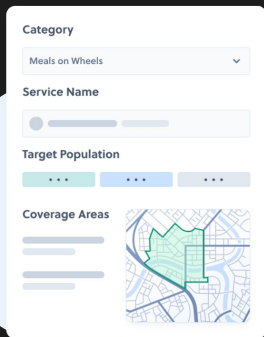 Category
Meals on Wheels
Service Name
Target Population
Coverage Areas